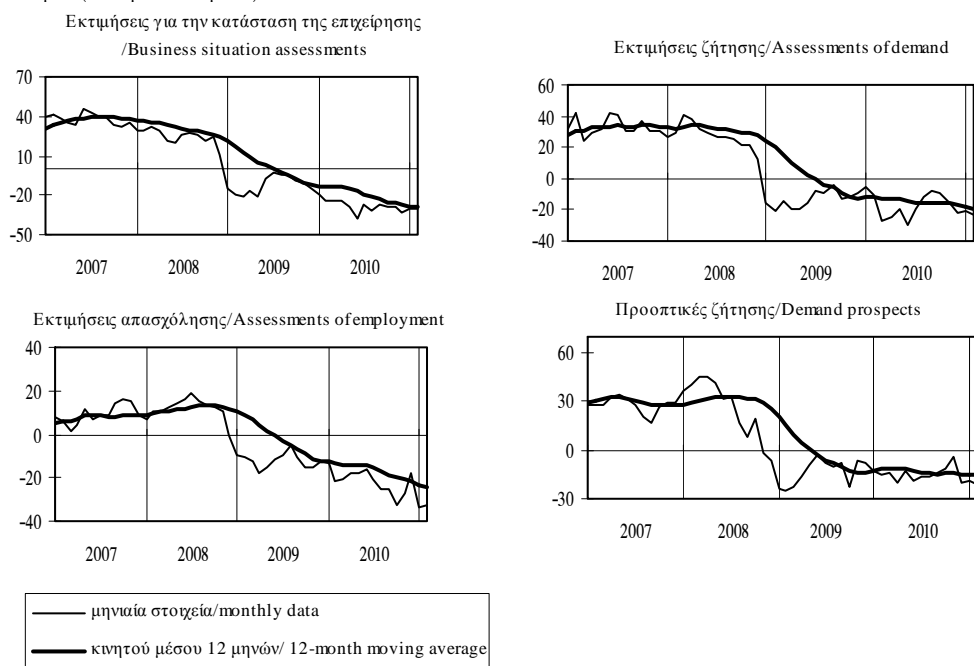 Εκτιμήσεις για την κατάσταση της επιχείρησης
/Business situation assessments
70
40
10
-20
-50
2007 2008 2009 2010
Εκτιμήσεις ζήτησης/Assessments of demand
60
40
20
0
-20
-40
2007 2008 2009 2010
Εκτιμήσεις απασχόλησης/Assessments of employment
40
20
0
-20
-40
2007 2008 2009 2010
Προοπτικές ζήτησης/Demand prospects
60
30
0
-30
2007 2008 2009 2010
μηνιαία στοιχεία/monthly data
κινητού μέσου 12 μηνών/ 12-month moving average